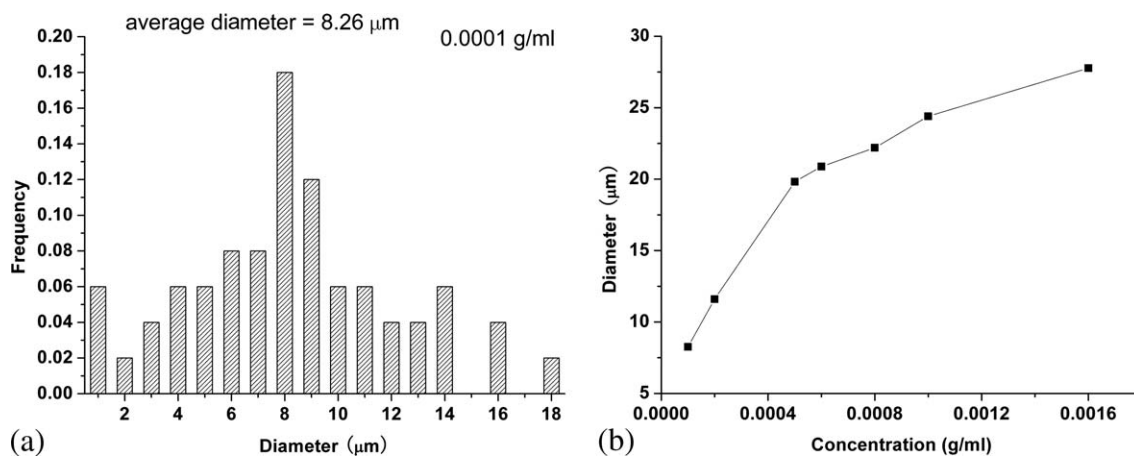 average diameter = 8.26 μm
0.0001 g/ml
0.20
0.18
0.16
0.14
0.12
0.10
0.08
0.06
0.04
0.02
0.00
Frequency
2 4 6 8 10 12 14 16 18
Diameter (μm)
(a)
30
25
20
15
10
5
Diameter (μm)
0.0000 0.0004 0.0008 0.0012 0.0016
Concentration (g/ml)
(b)